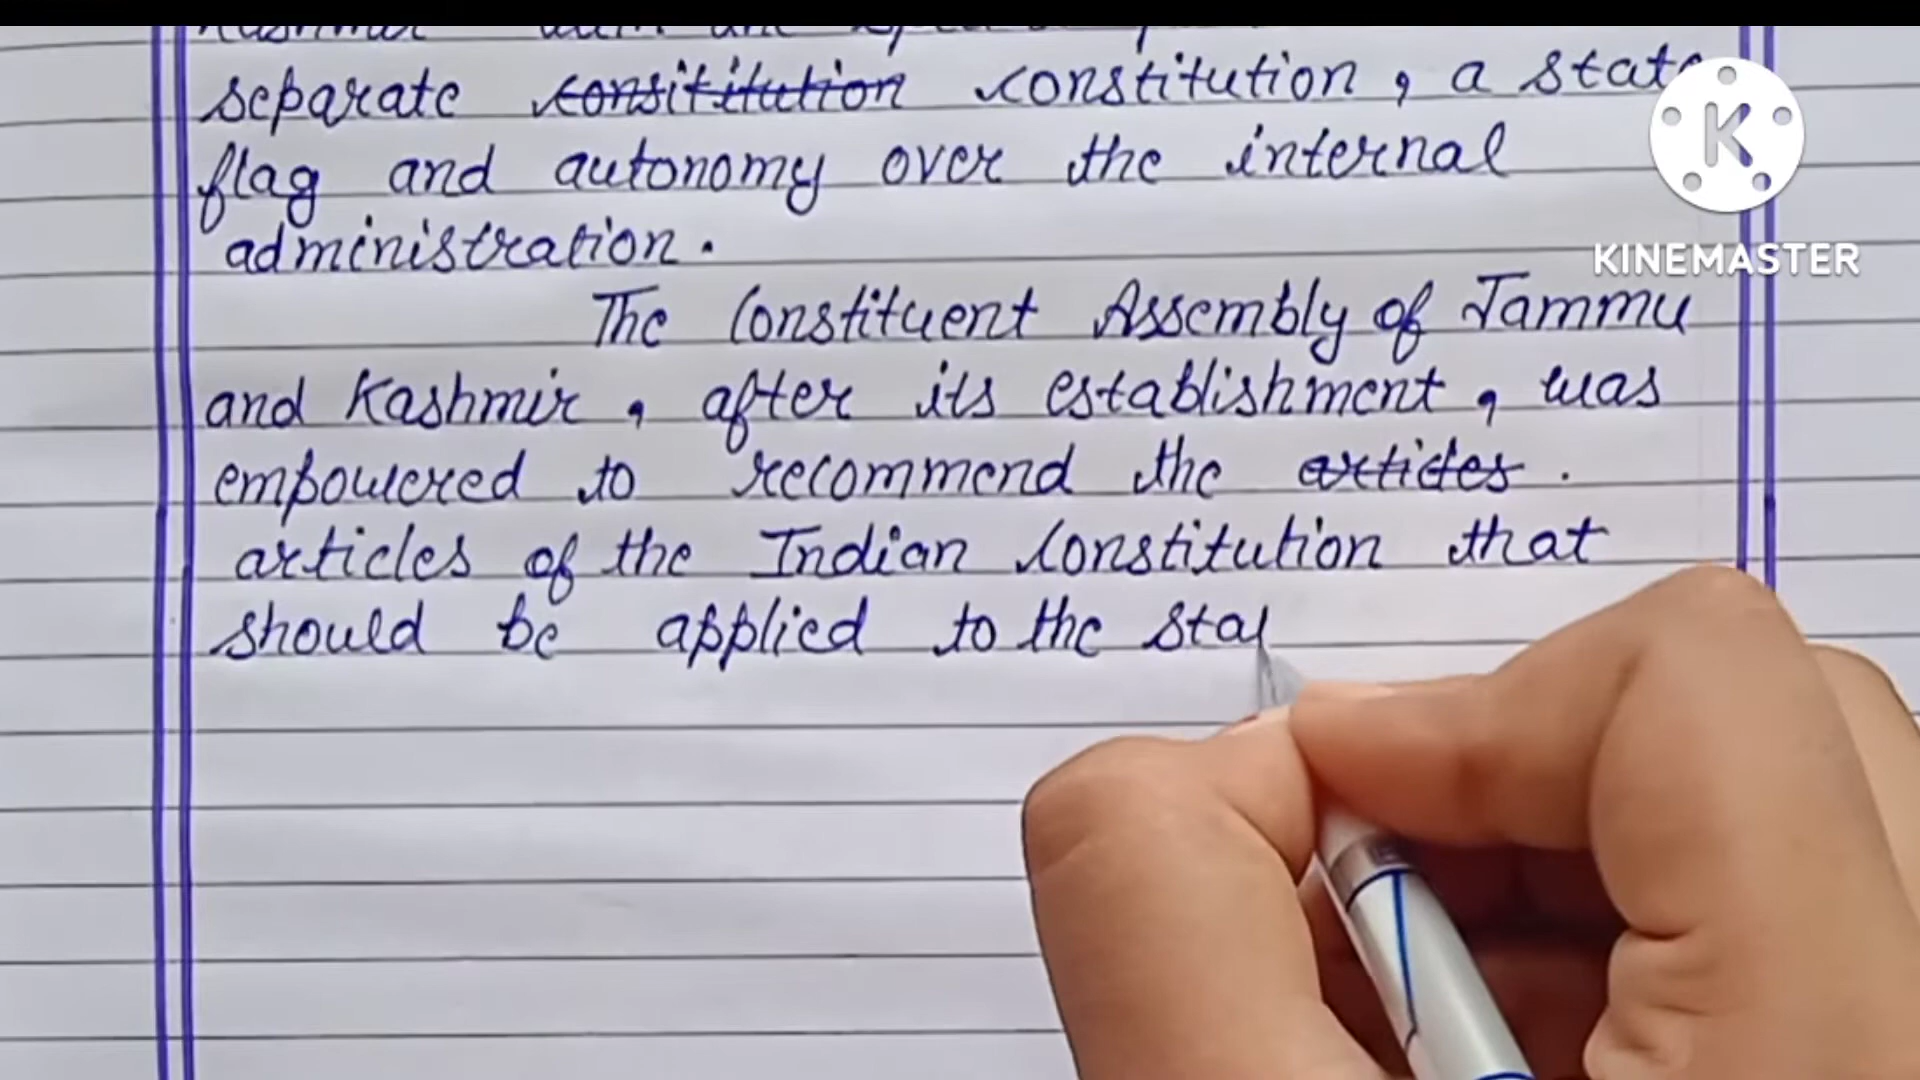 separate consititution constitution, a state
flag and autonomy over the internal
administration.
The Constituent Assembly of Jammu
and Kashmir, after its establishment, was
empowered to recommend the articles.
articles of the Indian Constitution that
should be applied to the sta
K
KINEMASTER